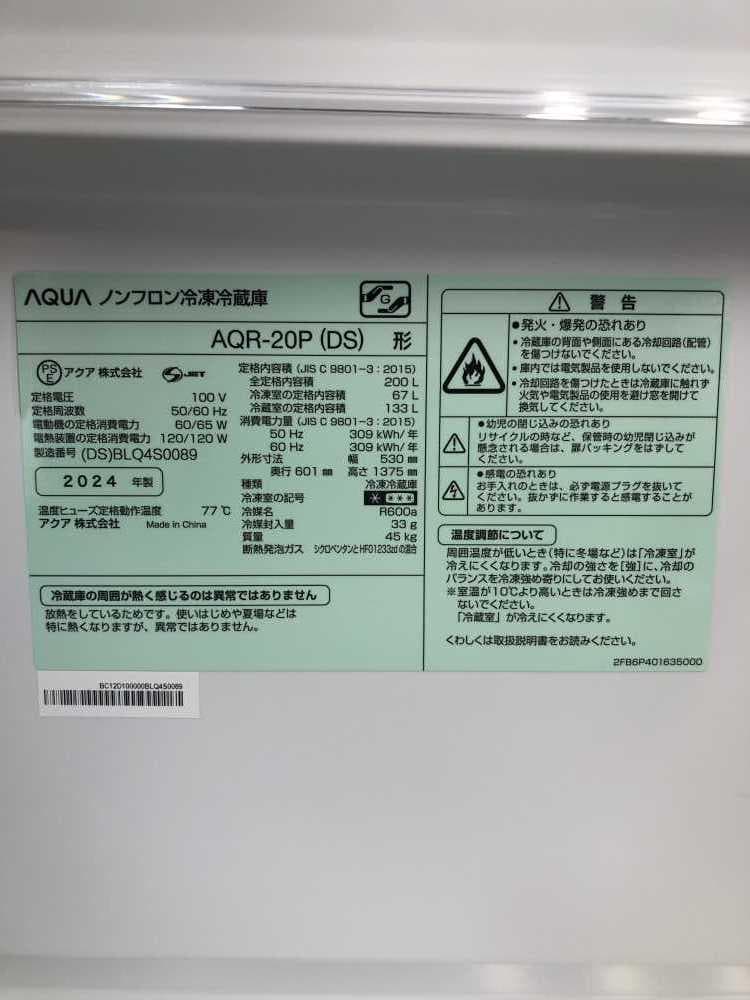 AQUA ノンフロン冷凍冷蔵庫
G
AQR-20P (DS) 形
PS E アクア 株式会社 JET
定格電圧 100 V
定格周波数 50/60 Hz
電動機の定格消費電力 60/65 W
電熱装置の定格消費電力 120/120 W
製造番号 (DS)BLQ4S0089
2024 年製
温度ヒューズ定格動作温度 77 ℃
アクア 株式会社 Made in China
定格内容積 (JIS C 9801-3 : 2015)
全定格内容積 200 L
冷凍室の定格内容積 67 L
冷蔵室の定格内容積 133 L
消費電力量 (JIS C 9801-3 : 2015)
50 Hz 309 kWh/ 年
60 Hz 309 kWh/ 年
外形寸法 幅 530 ㎜
奥行 601 ㎜ 高さ 1375 ㎜
種類 冷凍冷蔵庫
冷凍室の記号
冷媒名 R600a
冷媒封入量 33 g
質量 45 kg
断熱発泡ガス シクロペンタンとHFO1233zdの混合
冷蔵庫の周囲が熱く感じるのは異常ではありません
放熱をしているためです。使いはじめや夏場などは
特に熱くなりますが、異常ではありません。
BC12D100000BLQ4S0089
警 告
●発火・爆発の恐れあり
・冷蔵庫の背面や側面にある冷却回路(配管)
を傷つけないでください。
・庫内では電気製品を使用しないでください。
・冷却回路を傷つけたときは冷蔵庫に触れず
火気や電気製品の使用を避け窓を開けて
換気してください。
●幼児の閉じ込みの恐れあり
リサイクルの時など、保管時の幼児閉じ込みが
懸念される場合は、扉パッキングをはずして
ください。
●感電の恐れあり
お手入れのときは、必ず電源プラグを抜いて
ください。抜かずに作業すると感電することが
あります。
温度調節について
周囲温度が低いとき(特に冬場など)は「冷凍室」が
冷えにくくなります。冷却の強さを[強]に、冷却の
バランスを冷凍強め寄りにしてお使いください。
※室温が10℃より高いときは冷凍強めまで回さ
ないでください。
「冷蔵室」が冷えにくくなります。
くわしくは取扱説明書をお読みください。
2FB6P40163500D